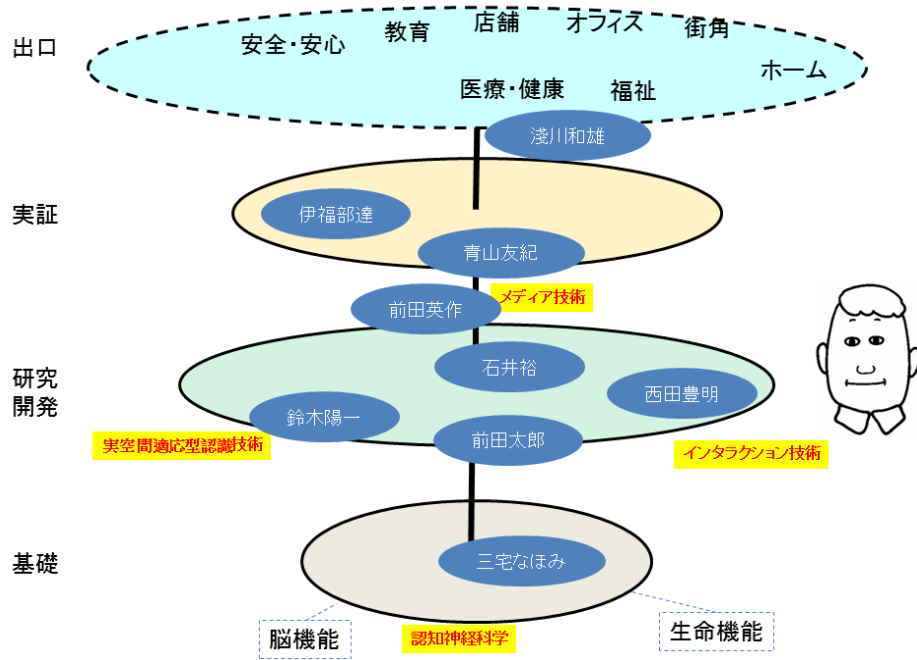 出口
安全・安心
教育
店舗
オフィス
街角
ホーム
医療・健康
福祉
淺川和雄
実証
伊福部達
青山友紀
メディア技術
前田英作
研究
開発
石井裕
西田豊明
鈴木陽一
前田太郎
実空間適応型認識技術
インタラクション技術
基礎
三宅なほみ
脳機能
認知神経科学
生命機能